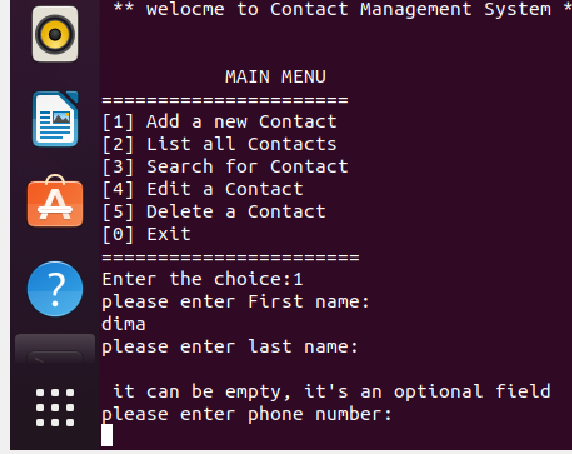 ** welocme to Contact Management System *
MAIN MENU
======================
[1] Add a new Contact
[2] List all Contacts
[3] Search for Contact
[4] Edit a Contact
[5] Delete a Contact
[0] Exit
=======================
Enter the choice:1
please enter First name:
dima
please enter last name:
it can be empty, it's an optional field
please enter phone number: